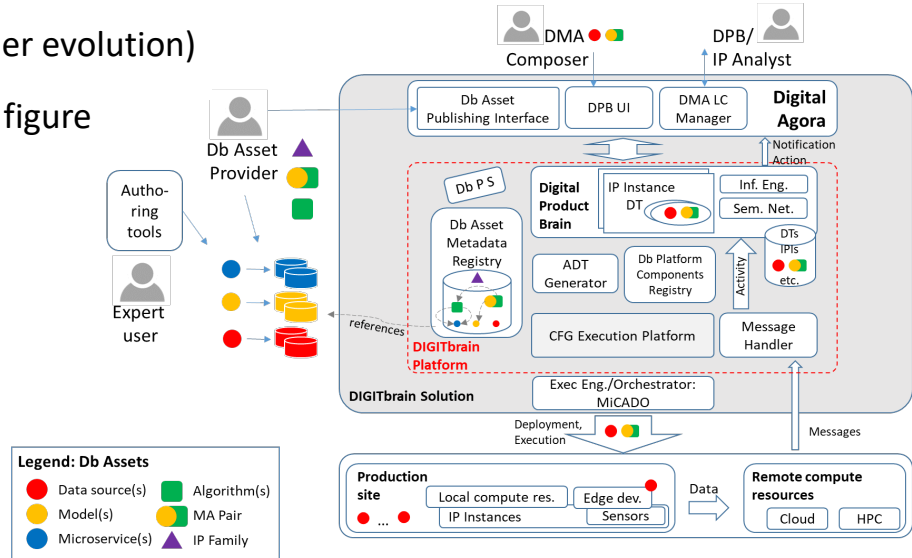 er evolution)
figure
DMA
Composer
DPB/
IP Analyst
Db Asset
Publishing Interface
DPB UI
DMA LC
Manager
Digital
Agora
Notification
Action
Db Asset
Provider
Autho-
ring
tools
Expert
user
Db P S
Db Asset
Metadata
Registry
Digital
Product
Brain
IP Instance
DT
Inf. Eng.
Sem. Net.
DTs
IPIs
etc.
ADT
Generator
Db Platform
Components
Registry
Activity
references
DIGITbrain
Platform
CFG Execution Platform
Message
Handler
DIGITbrain Solution
Exec Eng./Orchestrator:
MiCADO
Deployment,
Execution
Messages
Legend: Db Assets
Data source(s)
Algorithm(s)
Model(s)
MA Pair
Microservice(s)
IP Family
Production
site
...
Local compute res.
Edge dev.
IP Instances
Sensors
Data
Remote compute
resources
Cloud
HPC